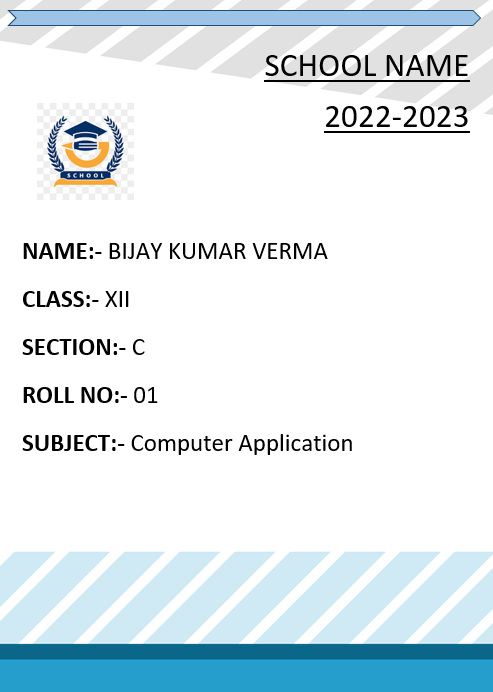 SCHOOL NAME
2022-2023
SCHOOL
NAME:- BIJAY KUMAR VERMA
CLASS:- XII
SECTION:- C
ROLL NO:- 01
SUBJECT:- Computer Application